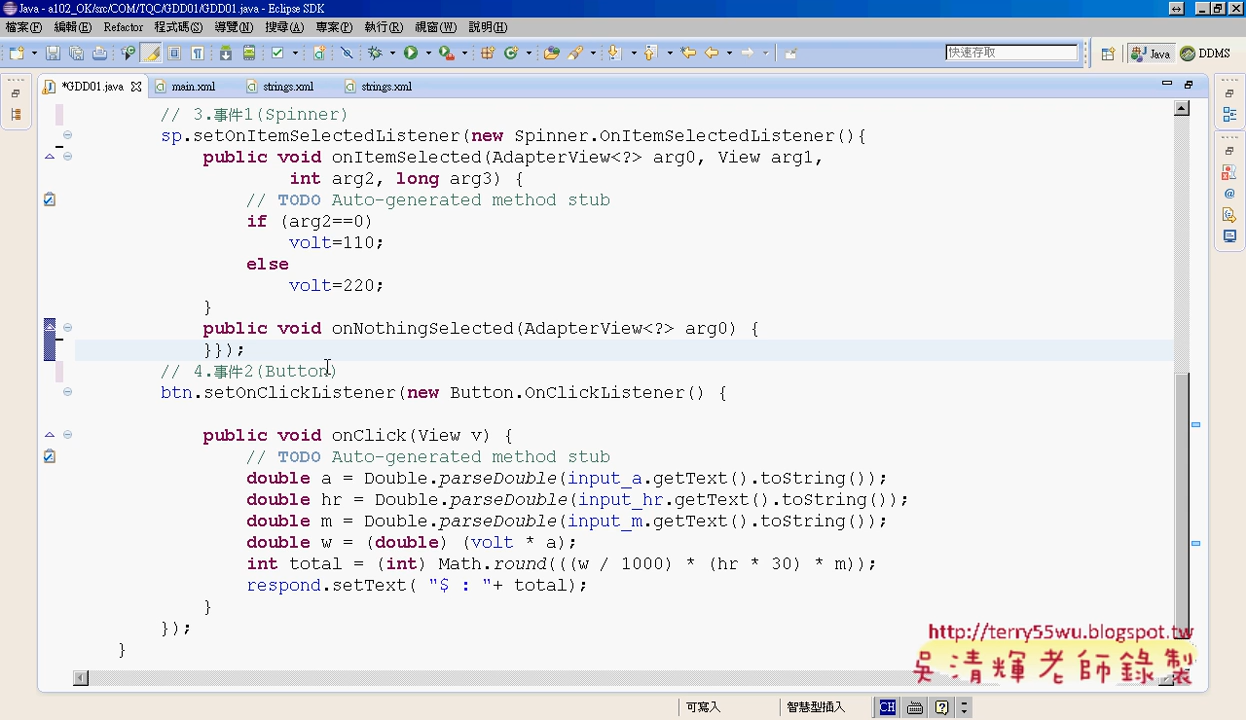 Java - a102_OK/src/COM/TQC/GDD01/GDD01.java - Eclipse SDK
檔案(F) 編輯(E) Refactor 程式碼(S) 導覽(N) 搜尋(A) 專案(P) 執行(R) 視窗(W) 說明(H)
快速存取 Java DDMS
*GDD01.java main.xml strings.xml strings.xml
// 3.事件1(Spinner)
sp.setOnItemSelectedListener(new Spinner.OnItemSelectedListener(){
public void onItemSelected(AdapterView<?> arg0, View arg1,
int arg2, long arg3) {
// TODO Auto-generated method stub
if (arg2==0)
volt=110;
else
volt=220;
}
public void onNothingSelected(AdapterView<?> arg0) {
}});
// 4.事件2(Button)
btn.setOnClickListener(new Button.OnClickListener() {
public void onClick(View v) {
// TODO Auto-generated method stub
double a = Double.parseDouble(input_a.getText().toString());
double hr = Double.parseDouble(input_hr.getText().toString());
double m = Double.parseDouble(input_m.getText().toString());
double w = (double) (volt * a);
int total = (int) Math.round(((w / 1000) * (hr * 30) * m));
respond.setText( "$ : "+ total);
}
});
}
http://terry55wu.blogspot.tw
吳清輝老師錄製
可寫入 智慧型插入 CH